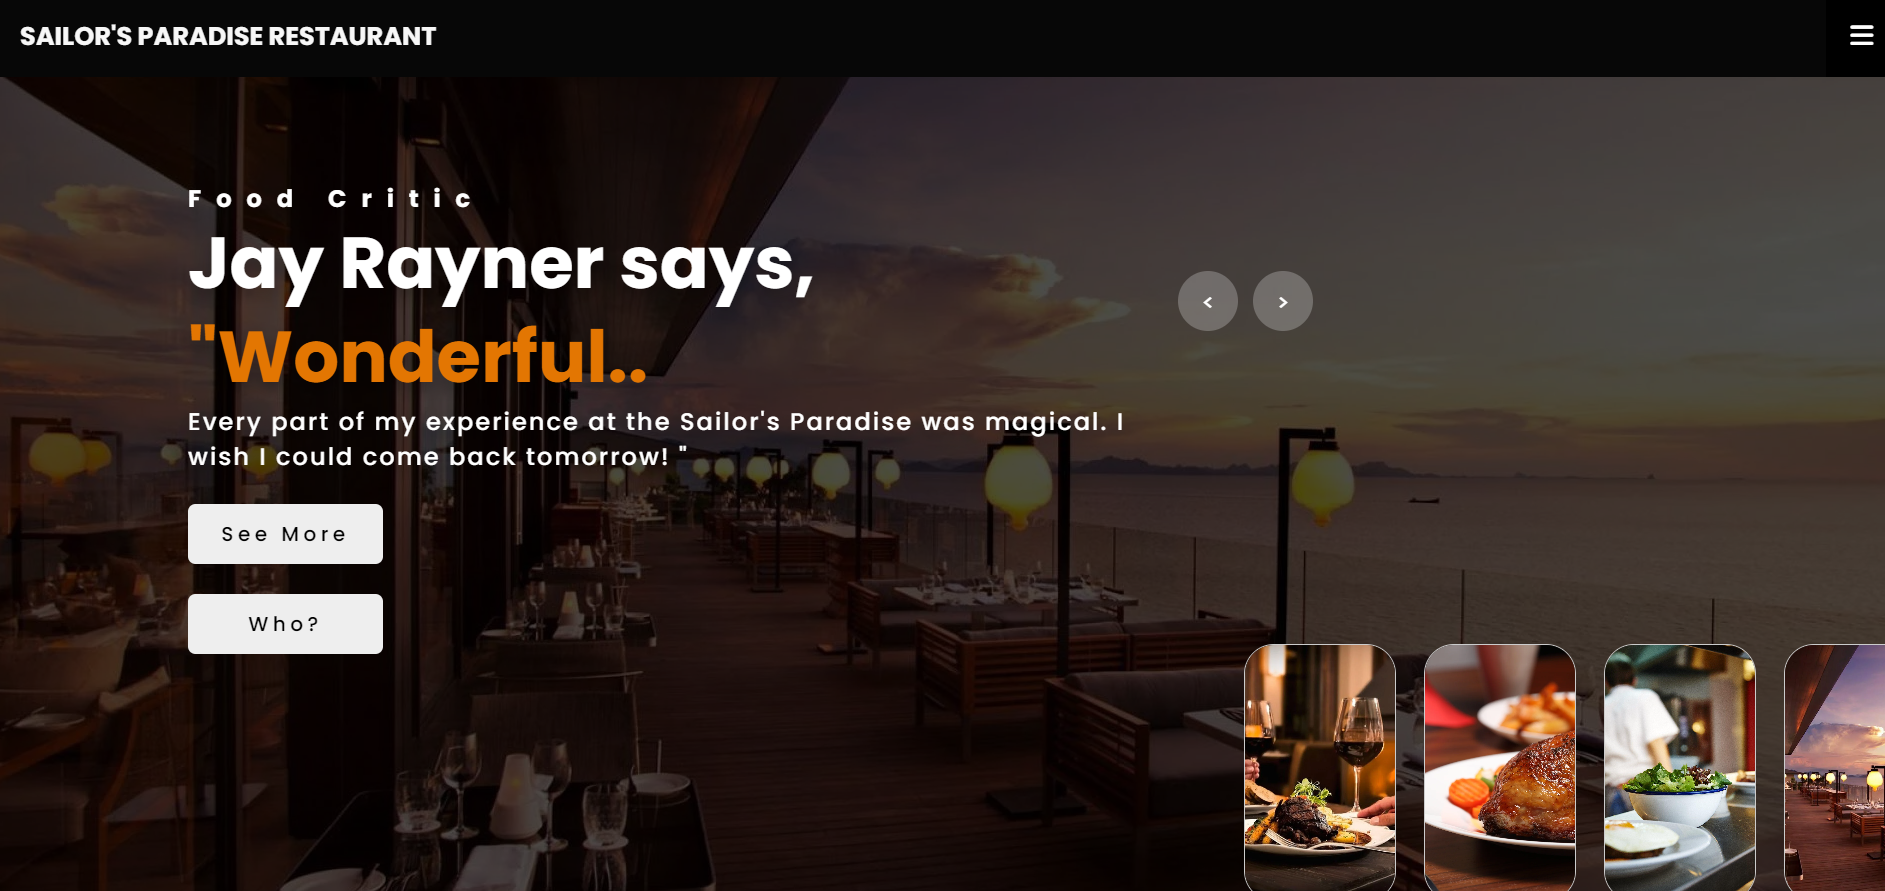 SAILOR'S PARADISE RESTAURANT
Food Critic
Jay Rayner says,
"Wonderful..
Every part of my experience at the Sailor's Paradise was magical. I
wish I could come back tomorrow! "
< >
See More
Who?